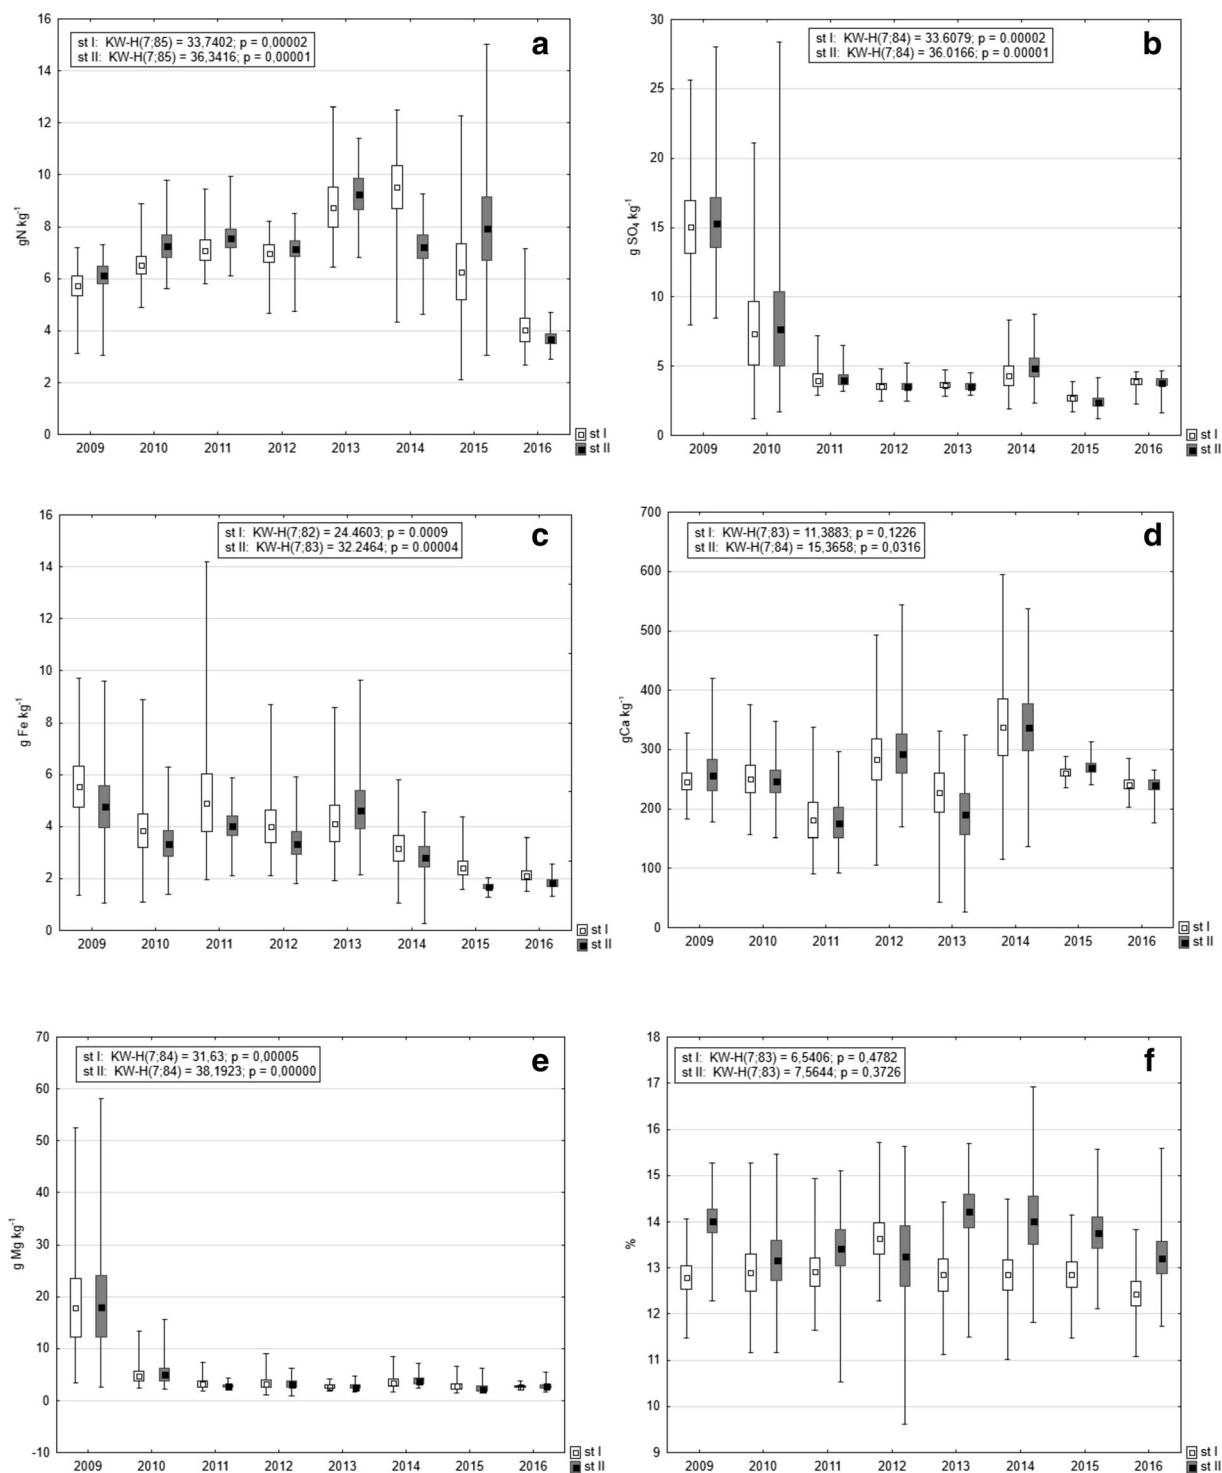 a
st I: KW-H(7;85) = 33,7402; p = 0,00002
st II: KW-H(7;85) = 36,3416; p = 0,00001
gN kg-1
16
14
12
10
8
6
4
2
0
2009 2010 2011 2012 2013 2014 2015 2016
st I
st II
b
st I: KW-H(7;84) = 33.6079; p = 0.00002
st II: KW-H(7;84) = 36.0166; p = 0.00001
g SO4 kg-1
30
25
20
15
10
5
0
2009 2010 2011 2012 2013 2014 2015 2016
st I
st II
c
st I: KW-H(7;82) = 24.4603; p = 0.0009
st II: KW-H(7;83) = 32.2464; p = 0.00004
g Fe kg-1
16
14
12
10
8
6
4
2
0
2009 2010 2011 2012 2013 2014 2015 2016
st I
st II
d
st I: KW-H(7;83) = 11,3883; p = 0,1226
st II: KW-H(7;84) = 15,3658; p = 0,0316
gCa kg-1
700
600
500
400
300
200
100
0
2009 2010 2011 2012 2013 2014 2015 2016
st I
st II
e
st I: KW-H(7;84) = 31,63; p = 0,00005
st II: KW-H(7;84) = 38,1923; p = 0,00000
g Mg kg-1
70
60
50
40
30
20
10
0
-10
2009 2010 2011 2012 2013 2014 2015 2016
st I
st II
f
st I: KW-H(7;83) = 6,5406; p = 0,4782
st II: KW-H(7;83) = 7,5644; p = 0,3726
%
18
17
16
15
14
13
12
11
10
9
2009 2010 2011 2012 2013 2014 2015 2016
st I
st II